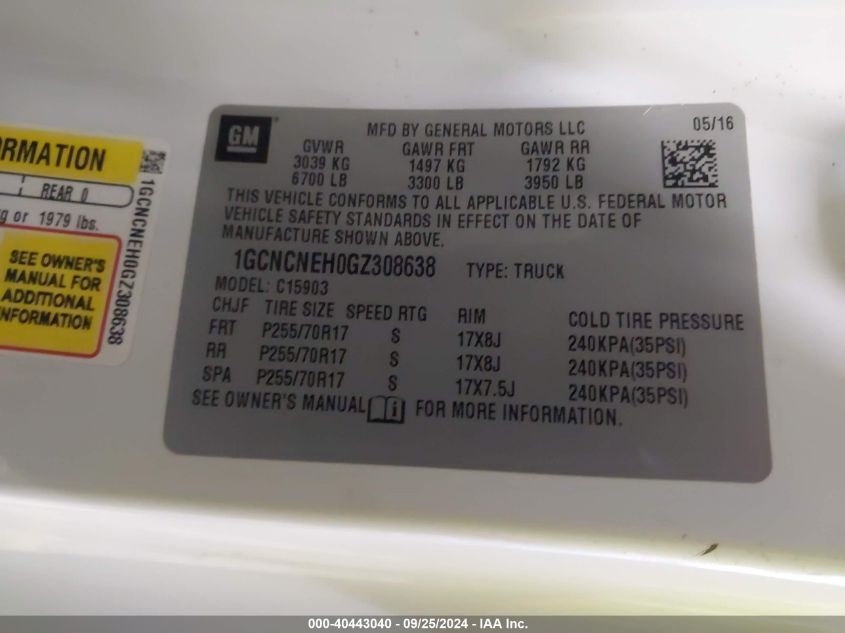 RMATION
REAR 0
g or 1979 lbs.
SEE OWNER'S
MANUAL FOR
ADDITIONAL
INFORMATION
1GCNCNEH0GZ308638
GM
MFD BY GENERAL MOTORS LLC
05/16
GVWR GAWR FRT GAWR RR
3039 KG 1497 KG 1792 KG
6700 LB 3300 LB 3950 LB
THIS VEHICLE CONFORMS TO ALL APPLICABLE U.S. FEDERAL MOTOR
VEHICLE SAFETY STANDARDS IN EFFECT ON THE DATE OF
MANUFACTURE SHOWN ABOVE.
1GCNCNEH0GZ308638 TYPE: TRUCK
MODEL: C15903
CHJF TIRE SIZE SPEED RTG RIM COLD TIRE PRESSURE
FRT P255/70R17 S 17X8J 240KPA(35PSI)
RR P255/70R17 S 17X8J 240KPA(35PSI)
SPA P255/70R17 S 17X7.5J 240KPA(35PSI)
SEE OWNER'S MANUAL i FOR MORE INFORMATION.
000-40443040 - 09/25/2024 - IAA Inc.